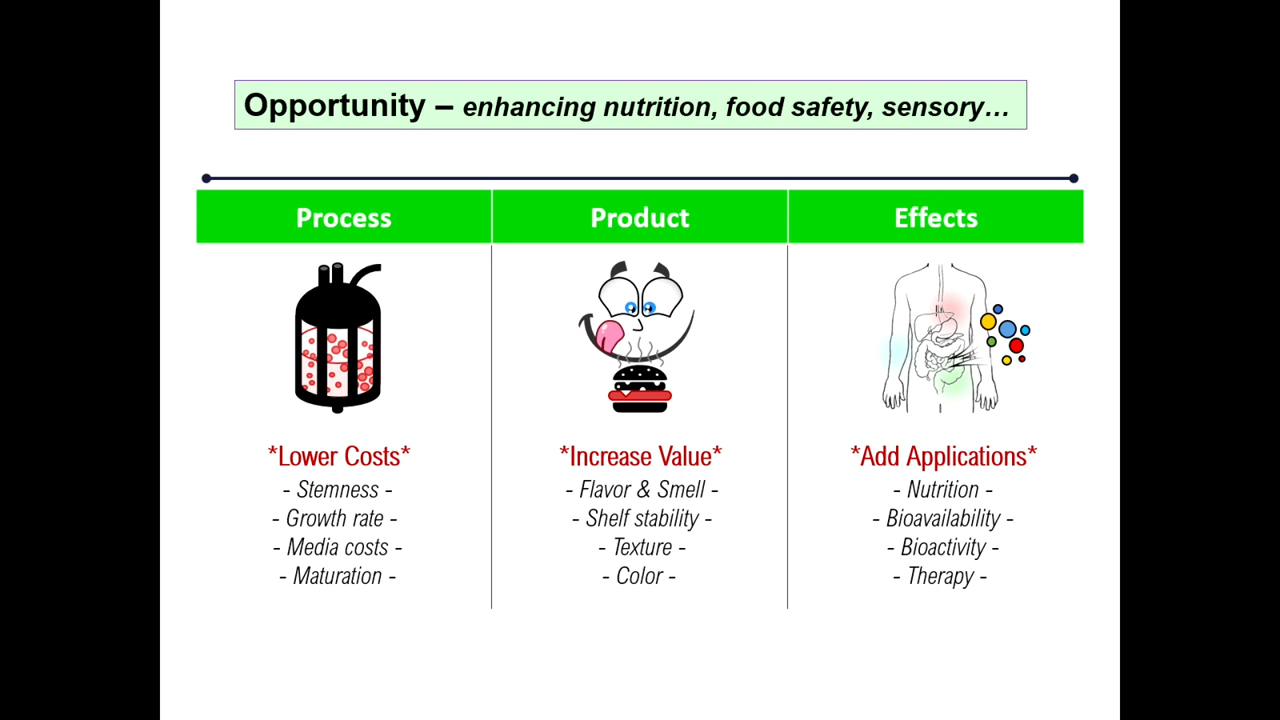 Opportunity – enhancing nutrition, food safety, sensory…
Process
Product
Effects
*Lower Costs*
- Stemness -
- Growth rate -
- Media costs -
- Maturation -
*Increase Value*
- Flavor & Smell -
- Shelf stability -
- Texture -
- Color -
*Add Applications*
- Nutrition -
- Bioavailability -
- Bioactivity -
- Therapy -